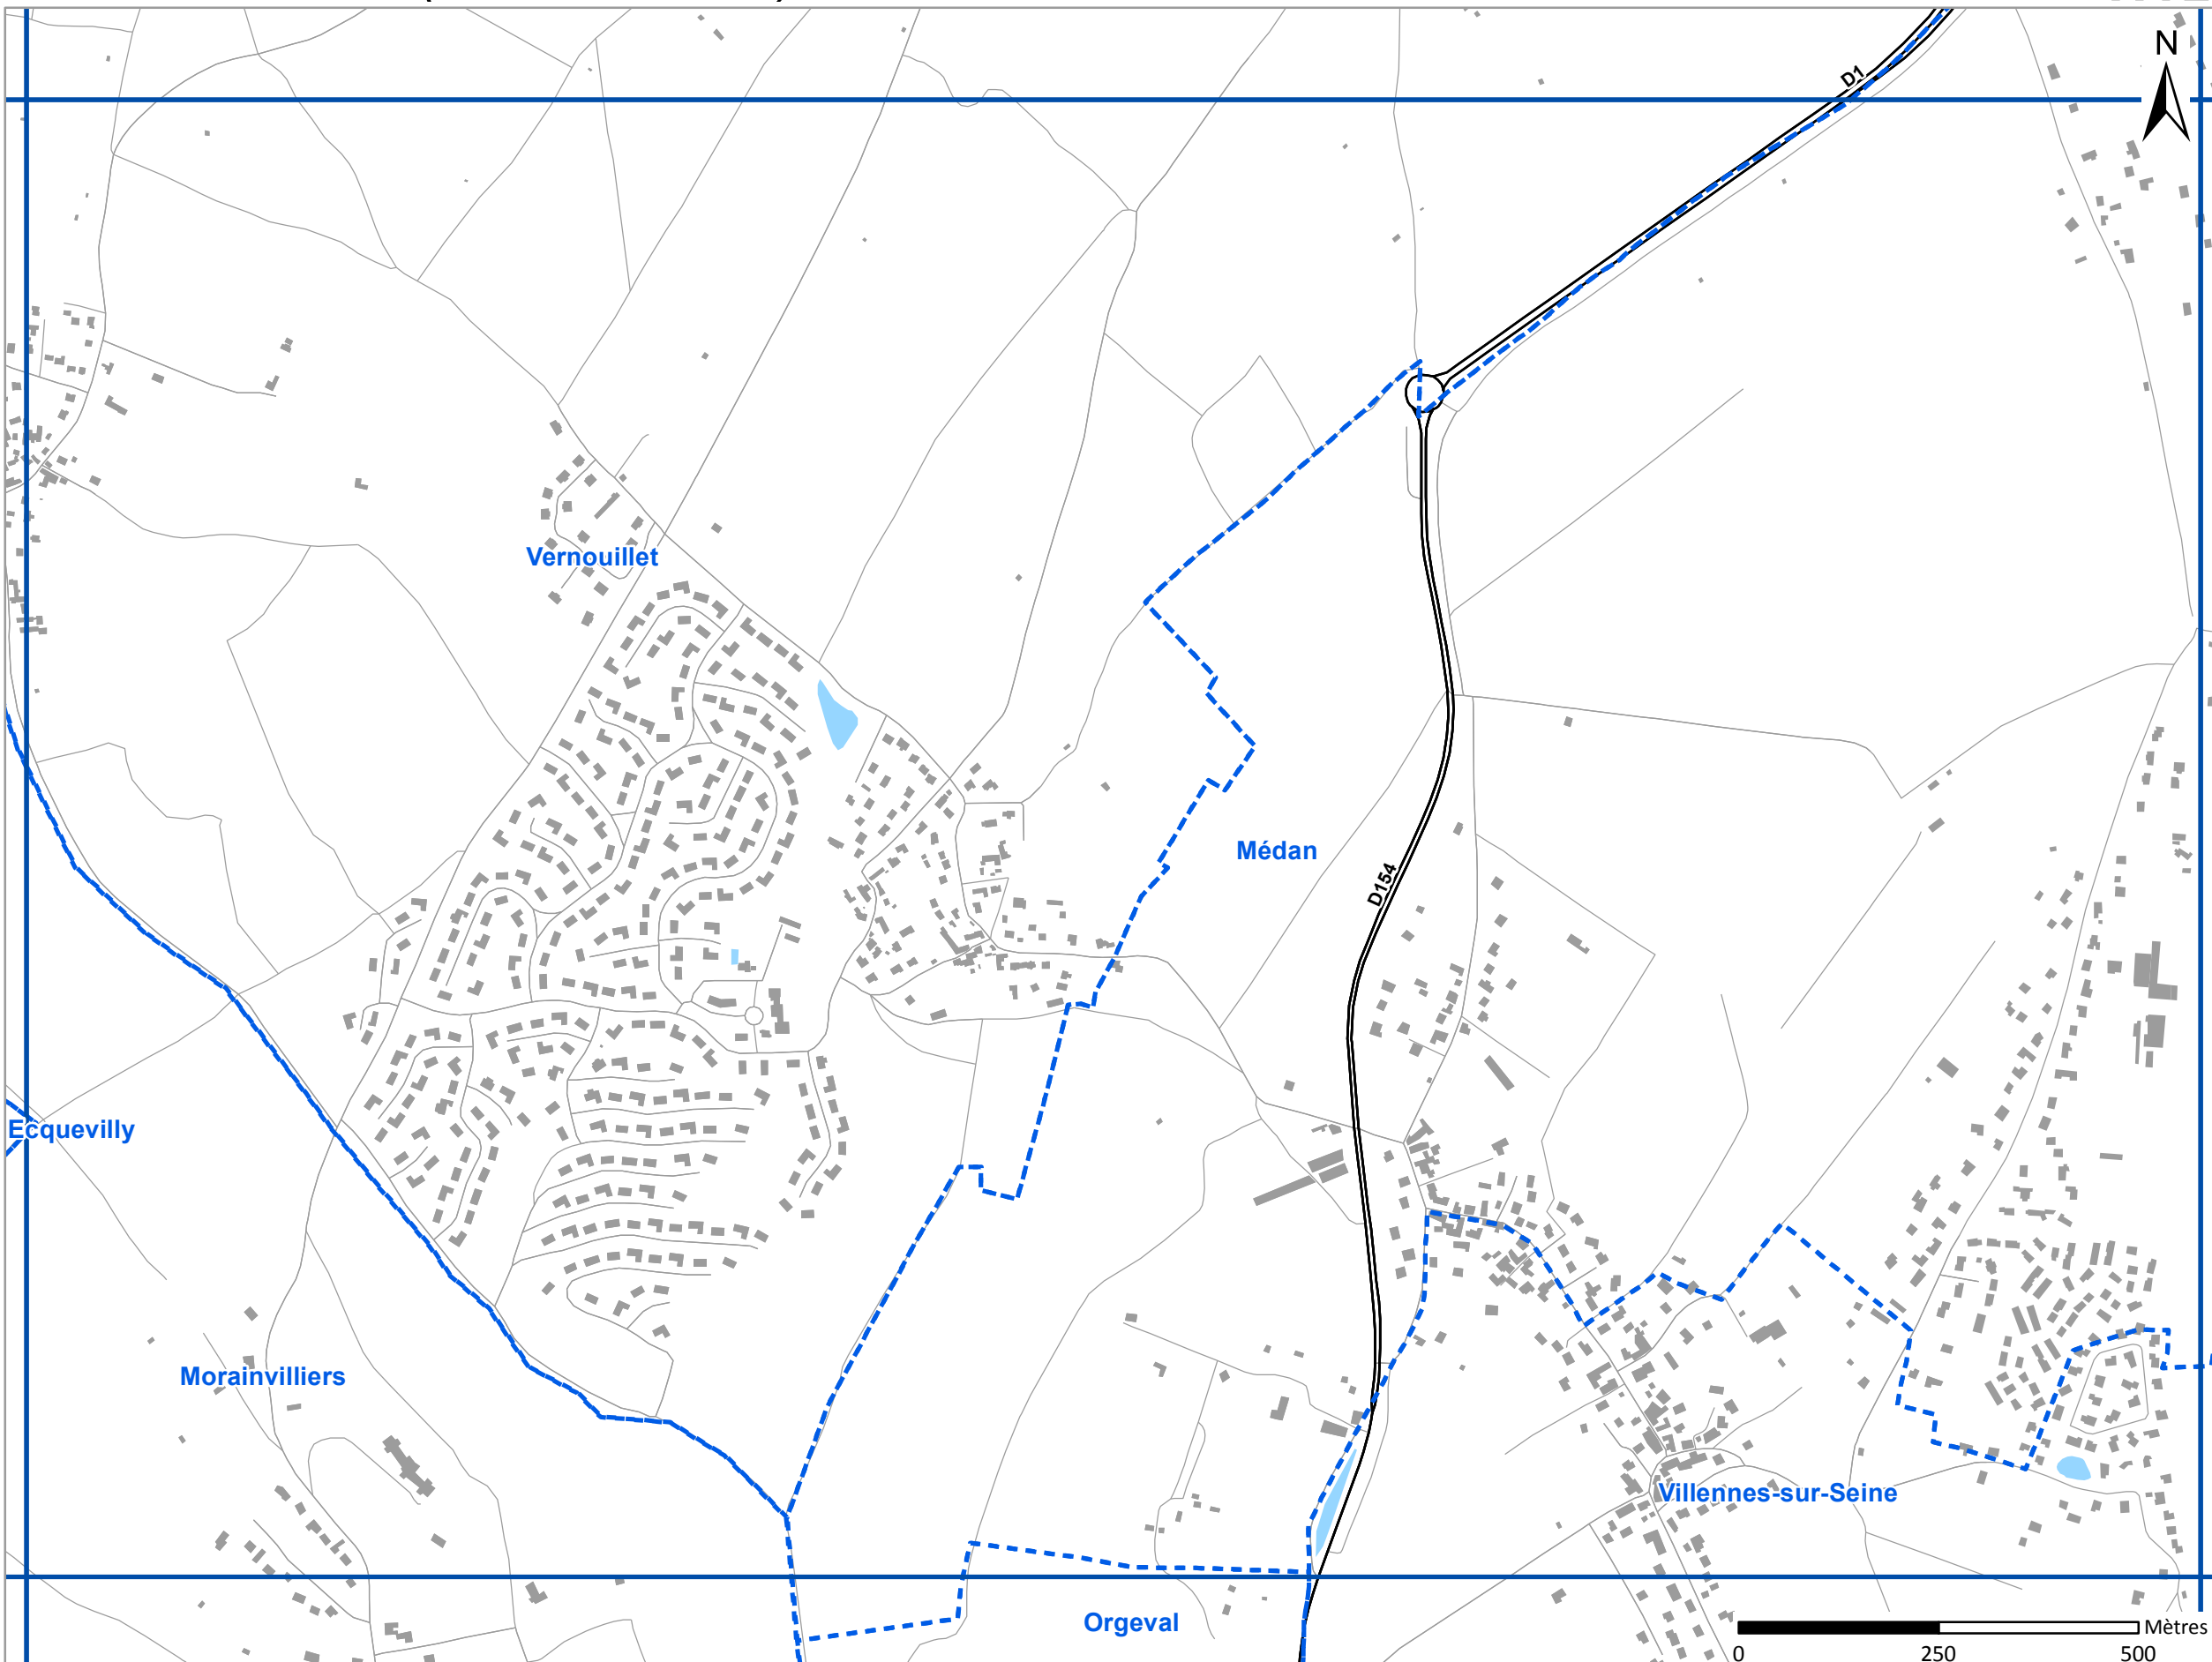 N
D1
Vernouillet
Médan
D154
Ecquevilly
Morainvilliers
Villennes-sur-Seine
Orgeval
Mètres
0 250 500